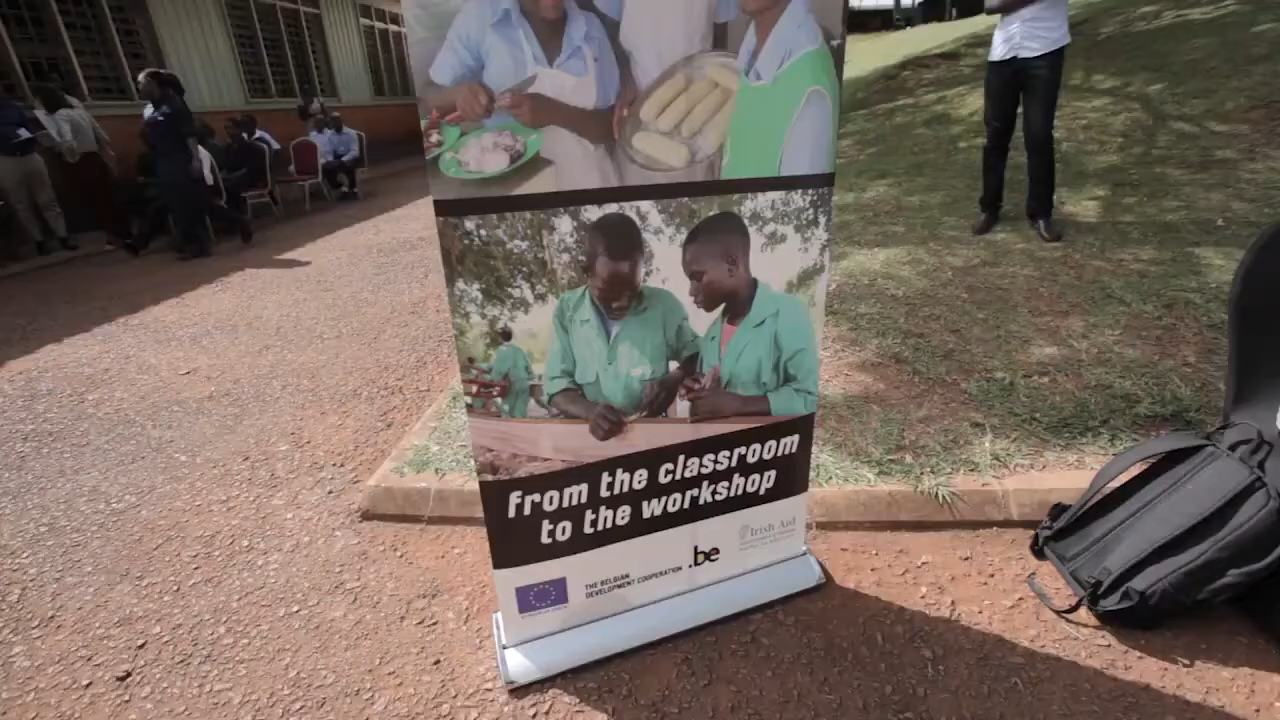 from the classroom
to the workshop
THE BELGIAN
DEVELOPMENT COOPERATION
.be
Irish Aid